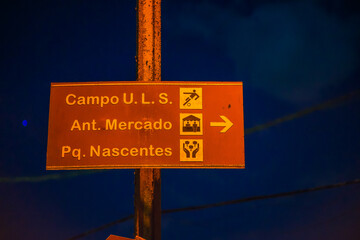 Campo U. L. S.
Ant. Mercado
Pq. Nascentes